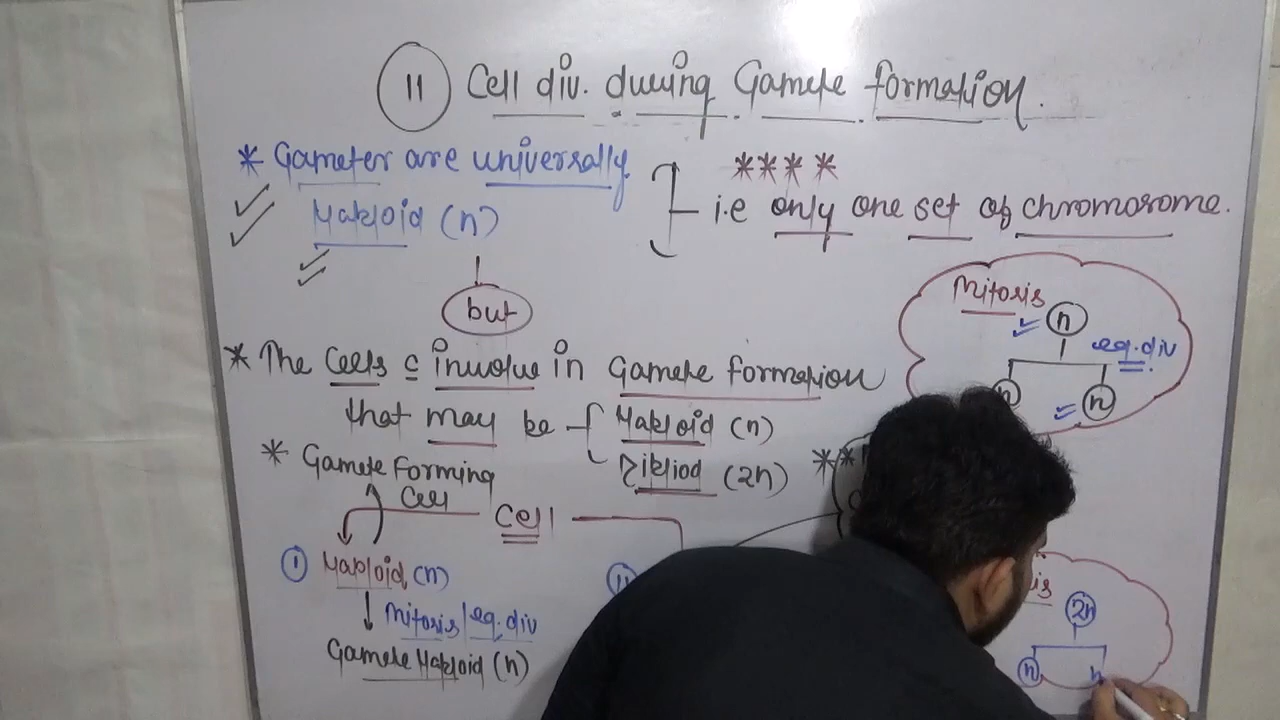 11 Cell div. during Gamete formation.
* Gametes are universally
Haploid (n)
****
i.e only one set of chromosome.
but
* The Cells c involve in Gamete formation
that may be
Haploid (n)
Diploid (2n)
* Gamete Forming
Cell
Cell
① Haploid (n)
Mitosis/eq.div
Gamete Haploid (n)
II
**
Mitosis
n
eq.div
n n
is
2n
n n